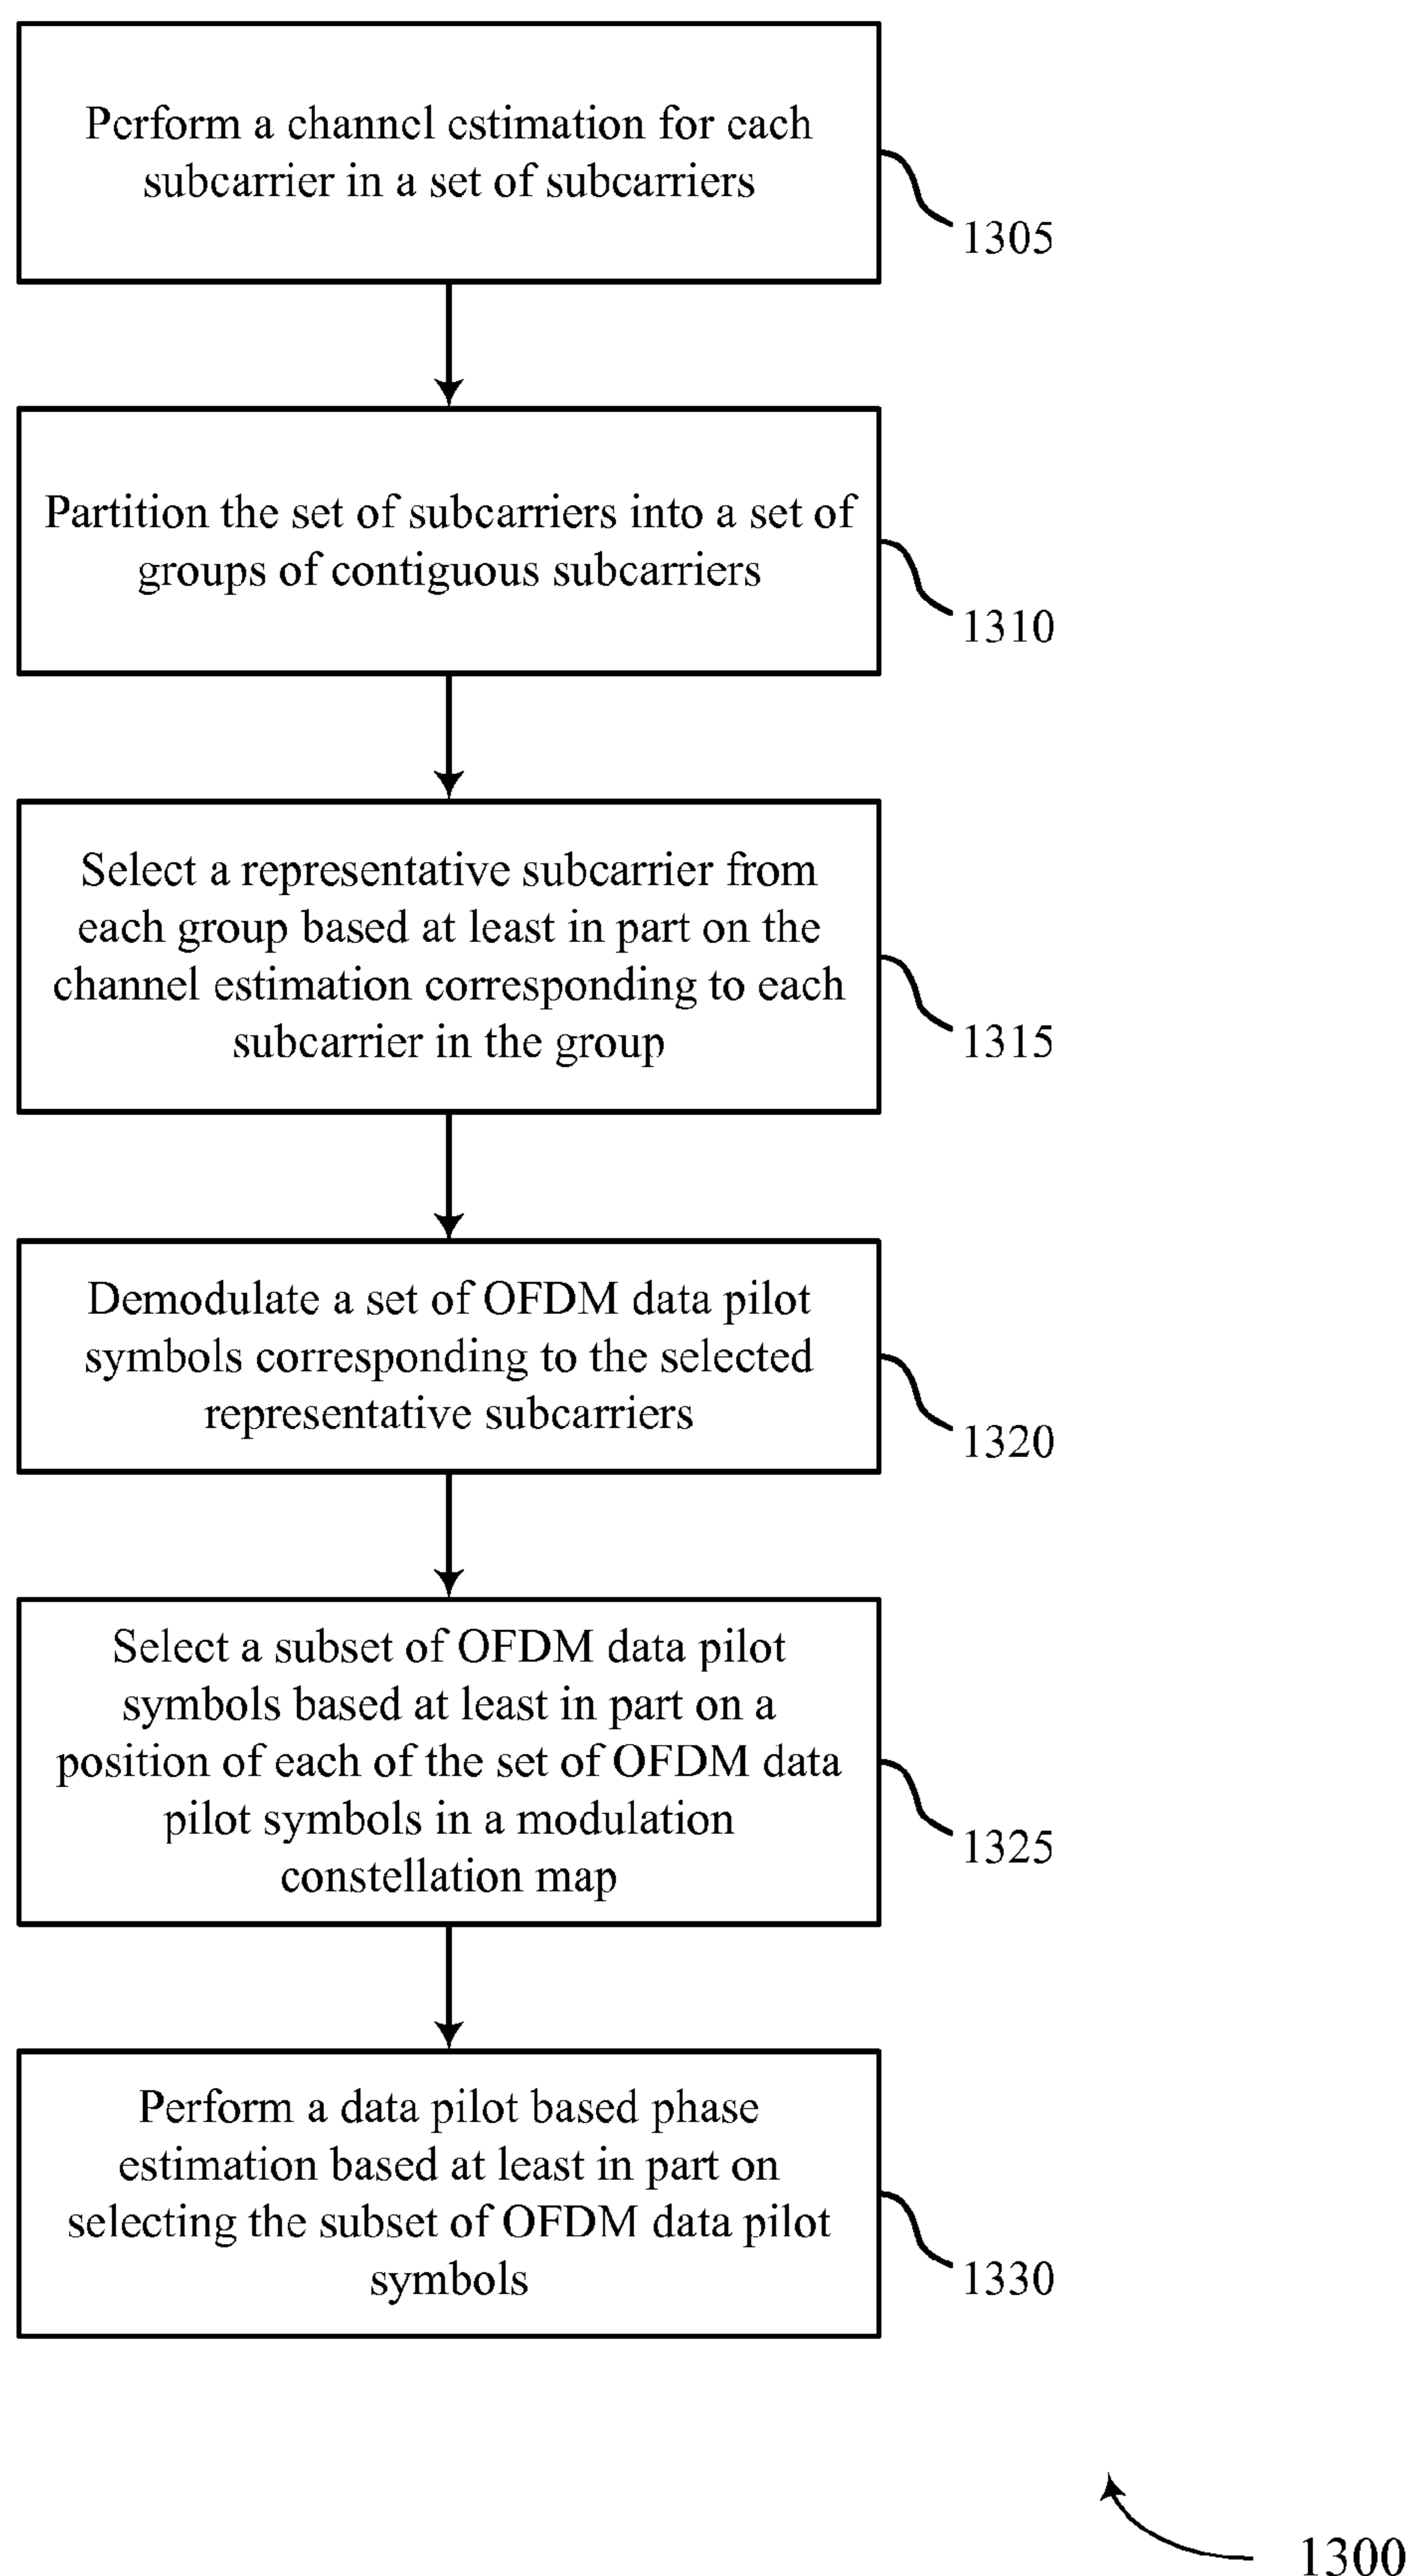 Perform a channel estimation for each
subcarrier in a set of subcarriers
1305
Partition the set of subcarriers into a set of
groups of contiguous subcarriers
1310
Select a representative subcarrier from
each group based at least in part on the
channel estimation corresponding to each
subcarrier in the group
1315
Demodulate a set of OFDM data pilot
symbols corresponding to the selected
representative subcarriers
1320
Select a subset of OFDM data pilot
symbols based at least in part on a
position of each of the set of OFDM data
pilot symbols in a modulation
constellation map
1325
Perform a data pilot based phase
estimation based at least in part on
selecting the subset of OFDM data pilot
symbols
1330
1300